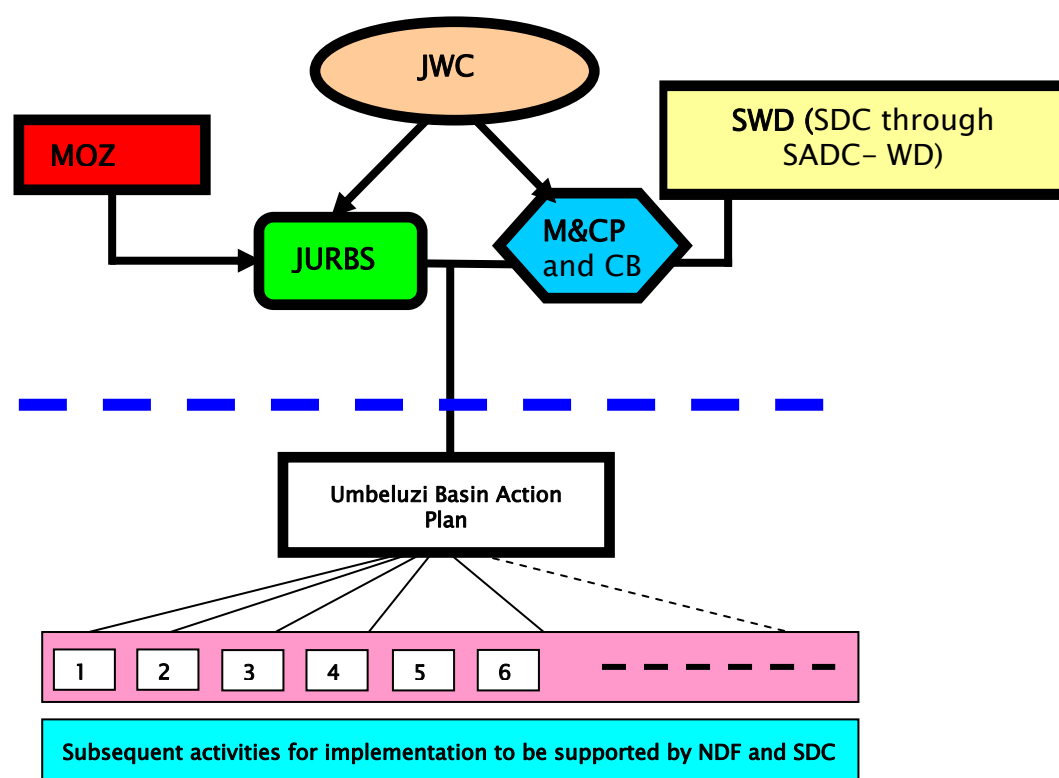 JWC
MOZ
SWD (SDC through
SADC- WD)
JURBS
M&CP
and CB
Umbeluzi Basin Action
Plan
1 2 3 4 5 6
Subsequent activities for implementation to be supported by NDF and SDC